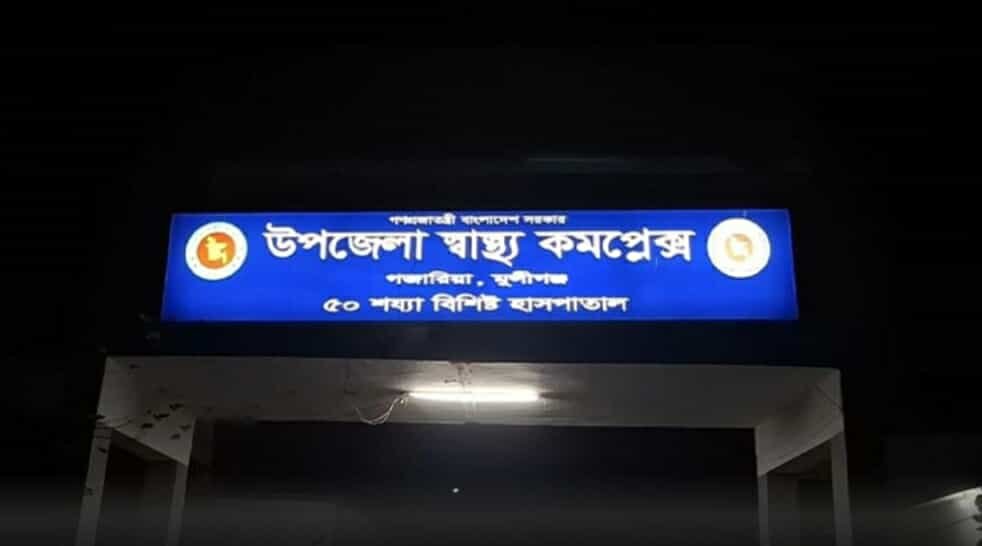 গণপ্রজাতন্ত্রী বাংলাদেশ সরকার
উপজেলা স্বাস্থ্য কমপ্লেক্স
গজারিয়া, মুন্সীগঞ্জ
৫০ শয্যা বিশিষ্ট হাসপাতাল